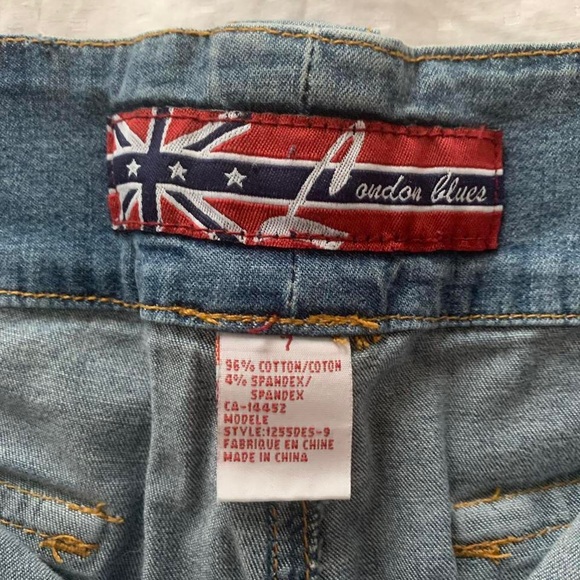 London blues
7
96% COTTON/COTON
4% SPANDEX/
SPANDEX
CA-14452
MODELE
STYLE:1255DES-9
FABRIQUE EN CHINE
MADE IN CHINA